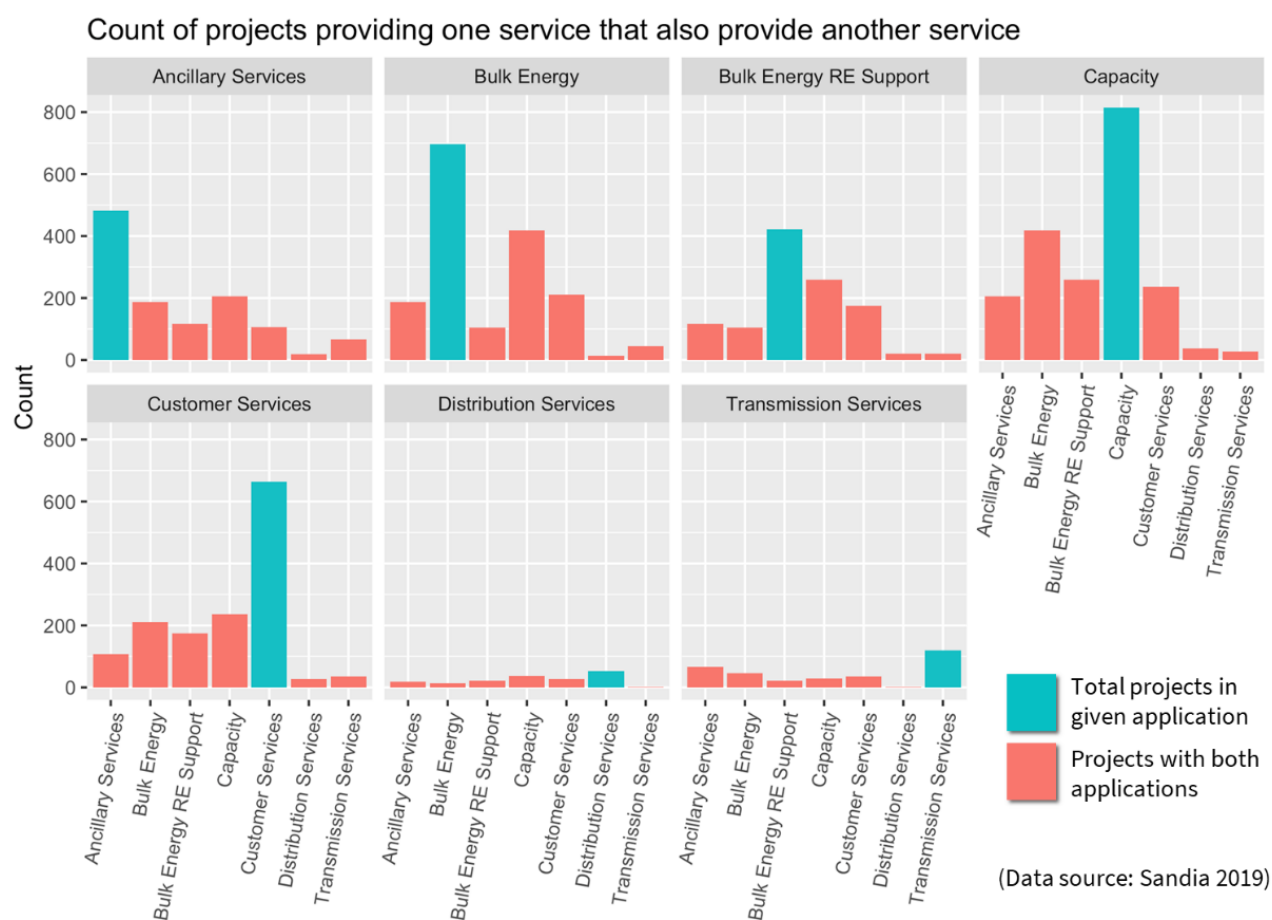 Count of projects providing one service that also provide another service
Ancillary Services
Bulk Energy
Bulk Energy RE Support
Capacity
800
600
400
200
0
Count
Ancillary Services
Bulk Energy
Bulk Energy RE Support
Capacity
Customer Services
Distribution Services
Transmission Services
Customer Services
Distribution Services
Transmission Services
800
600
400
200
0
Ancillary Services
Bulk Energy
Bulk Energy RE Support
Capacity
Customer Services
Distribution Services
Transmission Services
Ancillary Services
Bulk Energy
Bulk Energy RE Support
Capacity
Customer Services
Distribution Services
Transmission Services
Ancillary Services
Bulk Energy
Bulk Energy RE Support
Capacity
Customer Services
Distribution Services
Transmission Services
Total projects in
given application
Projects with both
applications
(Data source: Sandia 2019)